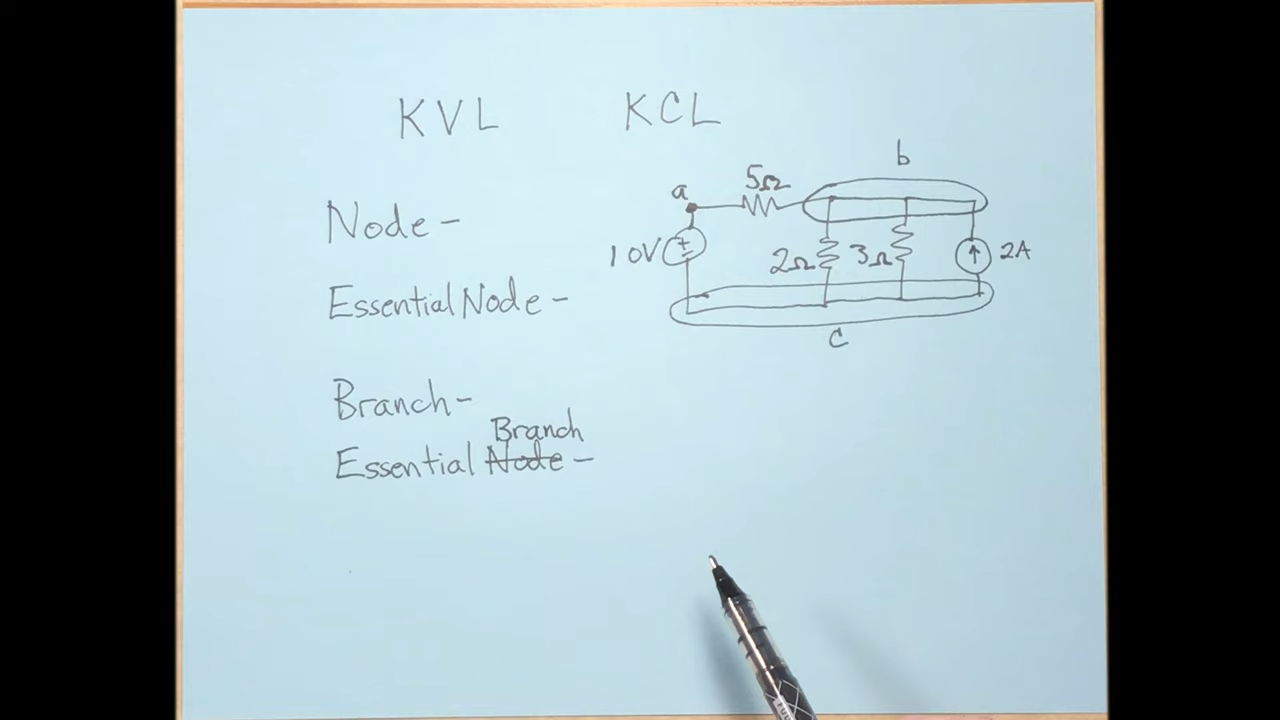 KVL KCL
b
a 5Ω
Node-
10V + - 2Ω 3Ω 2A
Essential Node-
c
Branch-
Branch
Essential Node -